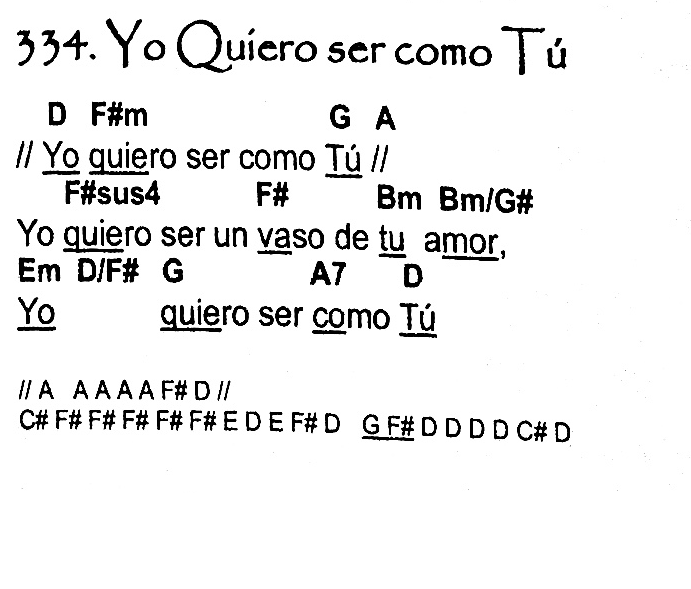 334. Yo Quiero ser como Tú
D F#m G A
// Yo quiero ser como Tú //
F#sus4 F# Bm Bm/G#
Yo quiero ser un vaso de tu amor,
Em D/F# G A7 D
Yo quiero ser como Tú
// A A A A A F# D //
C# F# F# F# F# F# E D E F# D G F# D D D D C# D